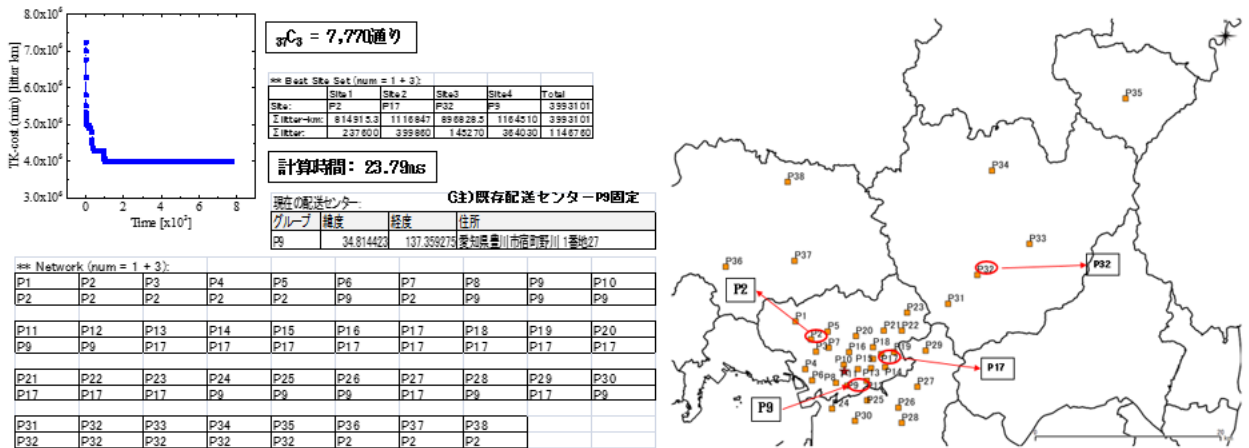 8.0x10⁶
7.0x10⁶
6.0x10⁶
5.0x10⁶
4.0x10⁶
3.0x10⁶
TK-cost.(min) [litter km]
0 2 4 6 8
Time [x10³]
₃₇C₃ = 7,770通り
** Best Site Set (num = 1 + 3):
Site1 Site2 Site3 Site4 Total
Site: P2 P17 P32 P9 3993101
Σlitter-km: 814915.3 1116847 896828.5 1164510 3993101
Σlitter: 237600 399860 145270 364030 1146760
計算時間： 23.79ms
現在の配送センター: (注)既存配送センターP9固定
グループ 緯度 経度 住所
P9 34.814423 137.359275 愛知県豊川市宿町野川 1番地27
** Network (num = 1 + 3):
P1 P2 P3 P4 P5 P6 P7 P8 P9 P10
P2 P2 P2 P2 P2 P9 P2 P9 P9 P9
P11 P12 P13 P14 P15 P16 P17 P18 P19 P20
P9 P9 P17 P17 P17 P17 P17 P17 P17 P17
P21 P22 P23 P24 P25 P26 P27 P28 P29 P30
P17 P17 P17 P9 P9 P9 P17 P9 P17 P9
P31 P32 P33 P34 P35 P36 P37 P38
P32 P32 P32 P32 P32 P2 P2 P2
P35
P34
P38
P33
P36
P37
P32
P32
P2
P31
P23
P1
P2
P5
P20
P21
P22
P3
P7
P16
P18
P19
P29
P4
P10
P15
P17
P17
P6
P8
P11
P13
P14
P9
P27
P9
P24
P25
P26
P30
P28